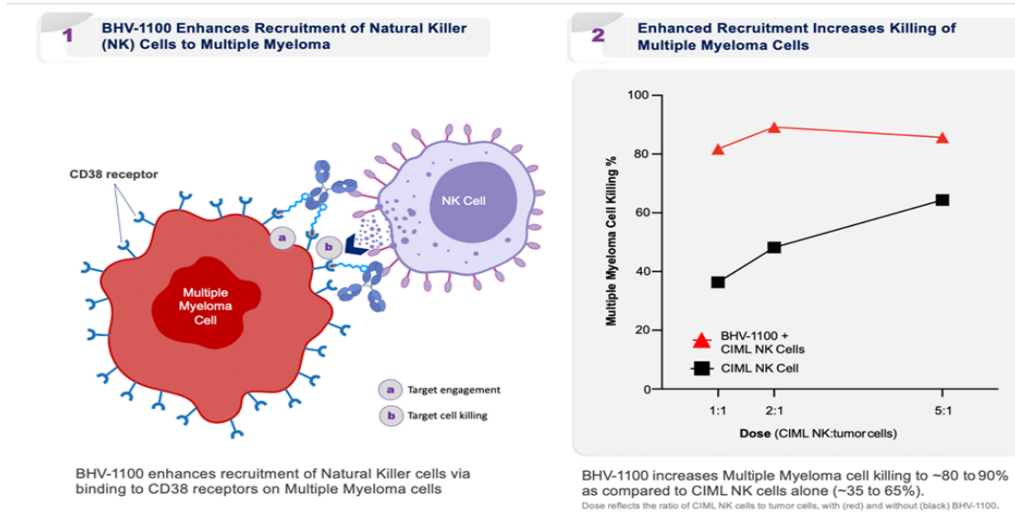 1
BHV-1100 Enhances Recruitment of Natural Killer
(NK) Cells to Multiple Myeloma
CD38 receptor
NK Cell
a
b
Multiple
Myeloma
Cell
a Target engagement
b Target cell killing
BHV-1100 enhances recruitment of Natural Killer cells via
binding to CD38 receptors on Multiple Myeloma cells
2
Enhanced Recruitment Increases Killing of
Multiple Myeloma Cells
Multiple Myeloma Cell Killing %
100
80
60
40
20
0
BHV-1100 +
CIML NK Cells
CIML NK Cell
1:1 2:1 5:1
Dose (CIML NK:tumor cells)
BHV-1100 increases Multiple Myeloma cell killing to ~80 to 90%
as compared to CIML NK cells alone (~35 to 65%).
Dose reflects the ratio of CIML NK cells to tumor cells, with (red) and without (black) BHV-1100.